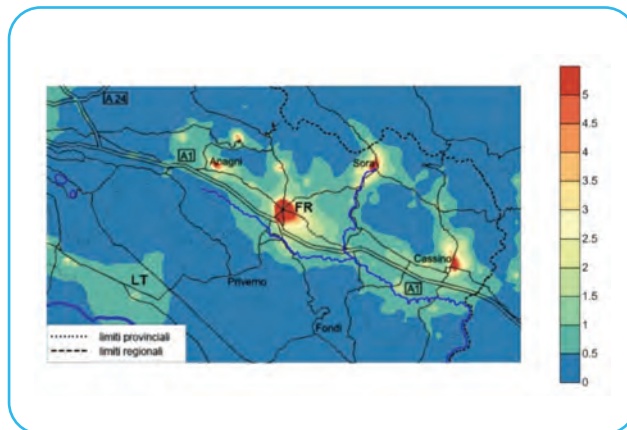 A 24
A1
Anagni
Sora
FR
Cassino
LT
Priverno
A1
Fondi
limiti provinciali
limiti regionali
5
4.5
4
3.5
3
2.5
2
1.5
1
0.5
0